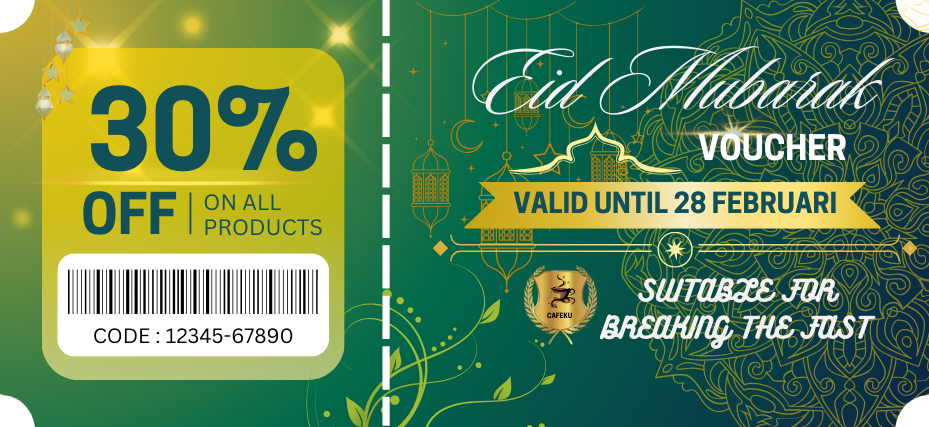 30%
OFF
ON ALL
PRODUCTS
CODE : 12345-67890
Eid Mubarak
VOUCHER
VALID UNTIL 28 FEBRUARI
CAFEKU
SUITABLE FOR
BREAKING THE FAST